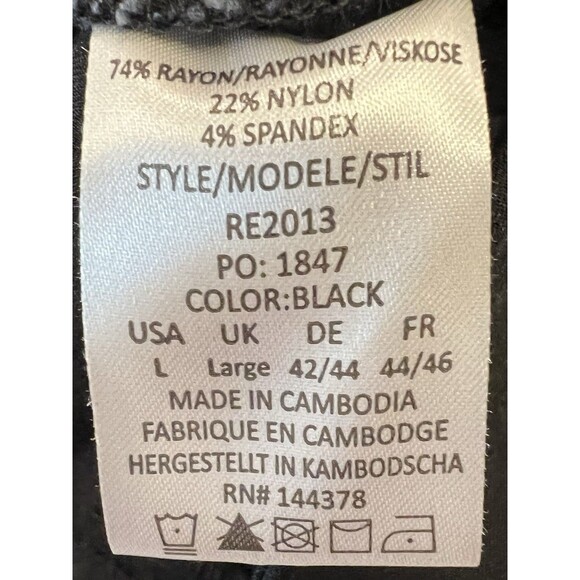 74% RAYON/RAYONNE/VISKOSE
22% NYLON
4% SPANDEX
STYLE/MODELE/STIL
RE2013
PO: 1847
COLOR:BLACK
USA UK DE FR
L Large 42/44 44/46
MADE IN CAMBODIA
FABRIQUE EN CAMBODGE
HERGESTELLT IN KAMBODSCHA
RN# 144378